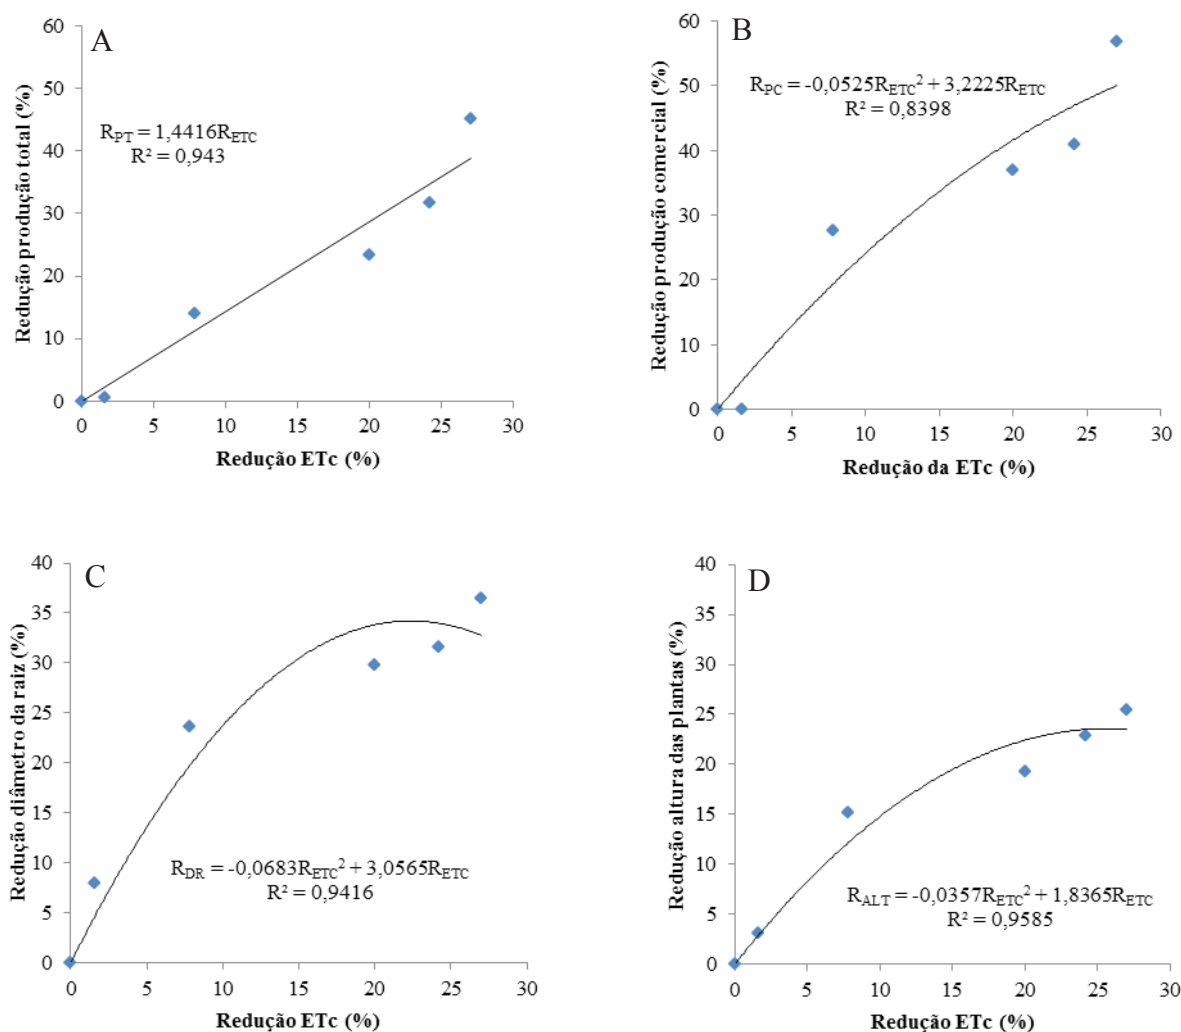 A
Redução produção total (%)
60
50
40
30
20
10
0
R_PT = 1,4416R_ETC
R² = 0,943
0 5 10 15 20 25 30
Redução ETc (%)
B
Redução produção comercial (%)
60
50
40
30
20
10
0
R_PC = -0,0525R_ETC² + 3,2225R_ETC
R² = 0,8398
0 5 10 15 20 25 30
Redução da ETc (%)
C
Redução diâmetro da raiz (%)
40
35
30
25
20
15
10
5
0
R_DR = -0,0683R_ETC² + 3,0565R_ETC
R² = 0,9416
0 5 10 15 20 25 30
Redução ETc (%)
D
Redução altura das plantas (%)
40
35
30
25
20
15
10
5
0
R_ALT = -0,0357R_ETC² + 1,8365R_ETC
R² = 0,9585
0 5 10 15 20 25 30
Redução ETc (%)